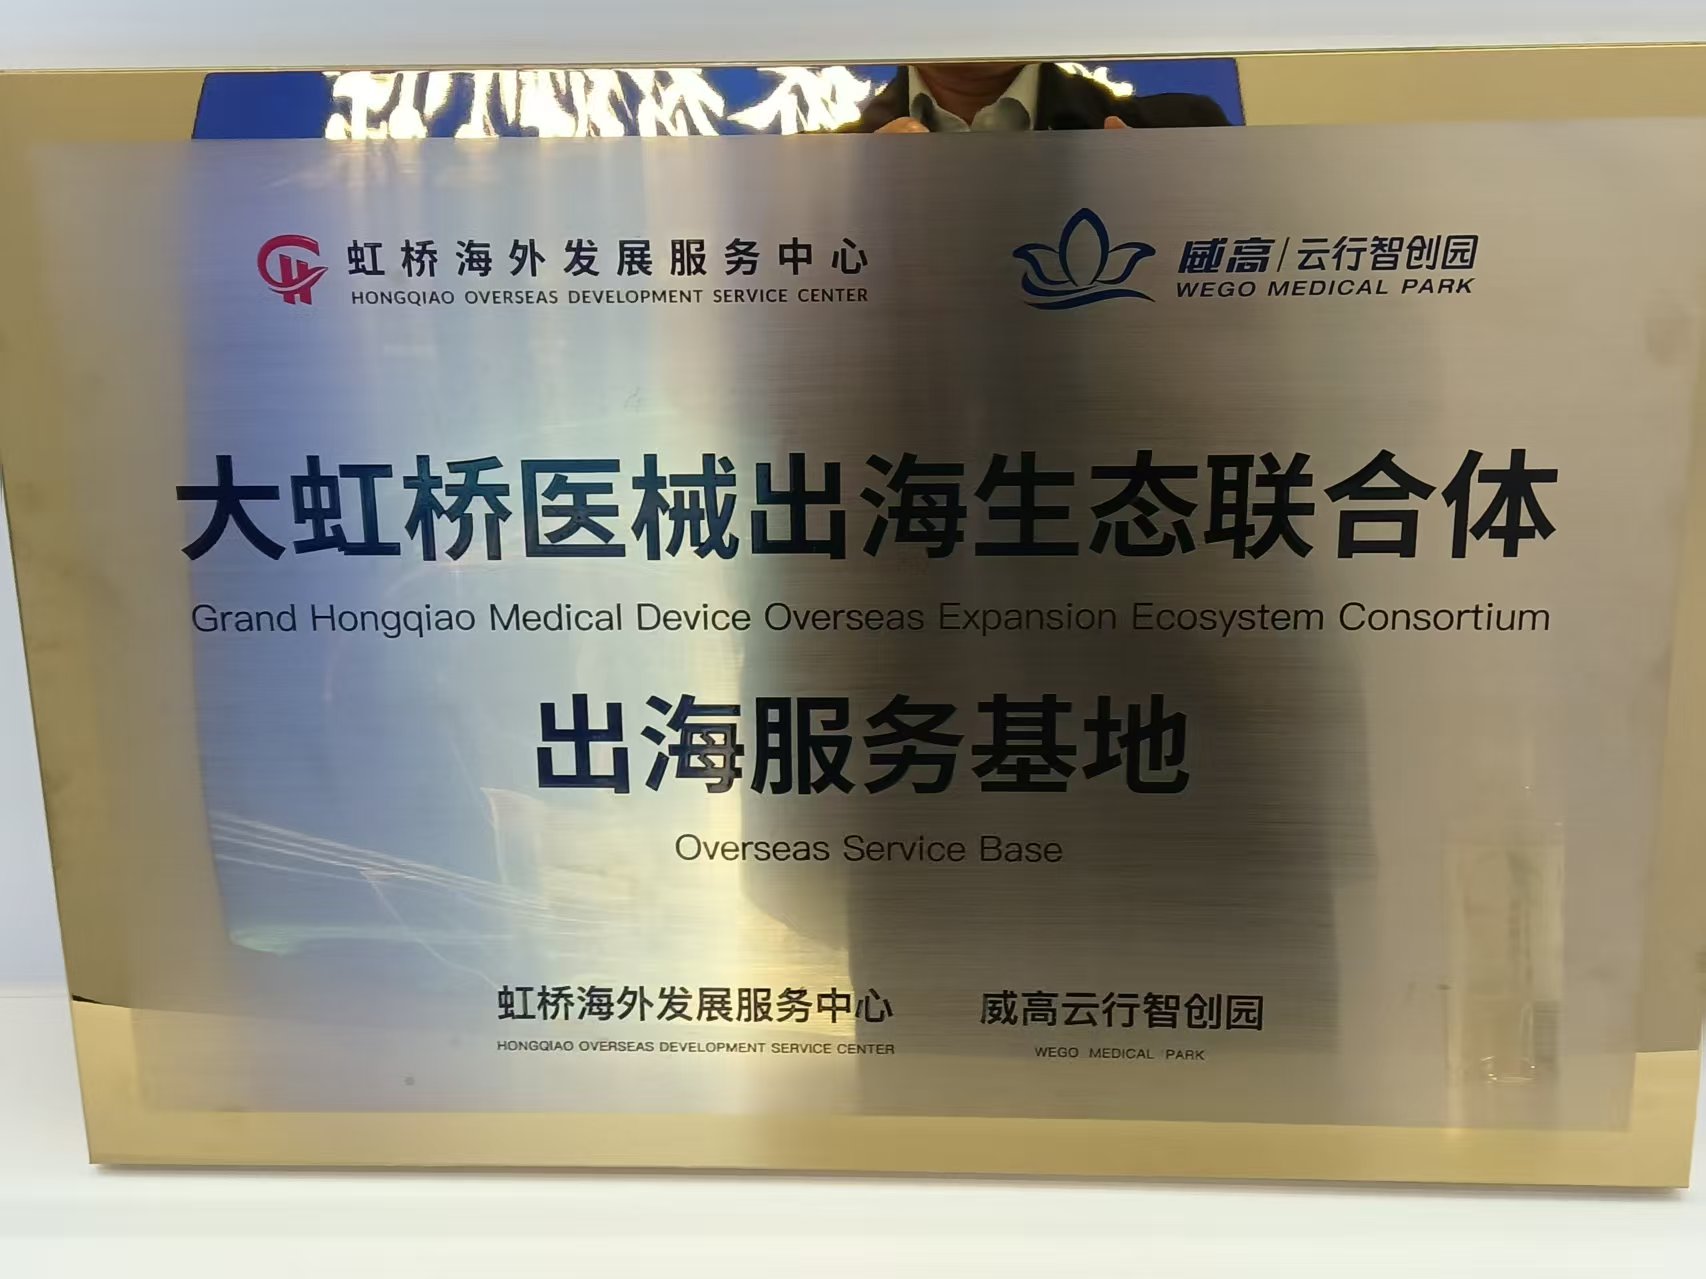 虹桥海外发展服务中心
HONGQIAO OVERSEAS DEVELOPMENT SERVICE CENTER
威高/云行智创园
WEGO MEDICAL PARK
大虹桥医械出海生态联合体
Grand Hongqiao Medical Device Overseas Expansion Ecosystem Consortium
出海服务基地
Overseas Service Base
虹桥海外发展服务中心
HONGQIAO OVERSEAS DEVELOPMENT SERVICE CENTER
威高云行智创园
WEGO MEDICAL PARK